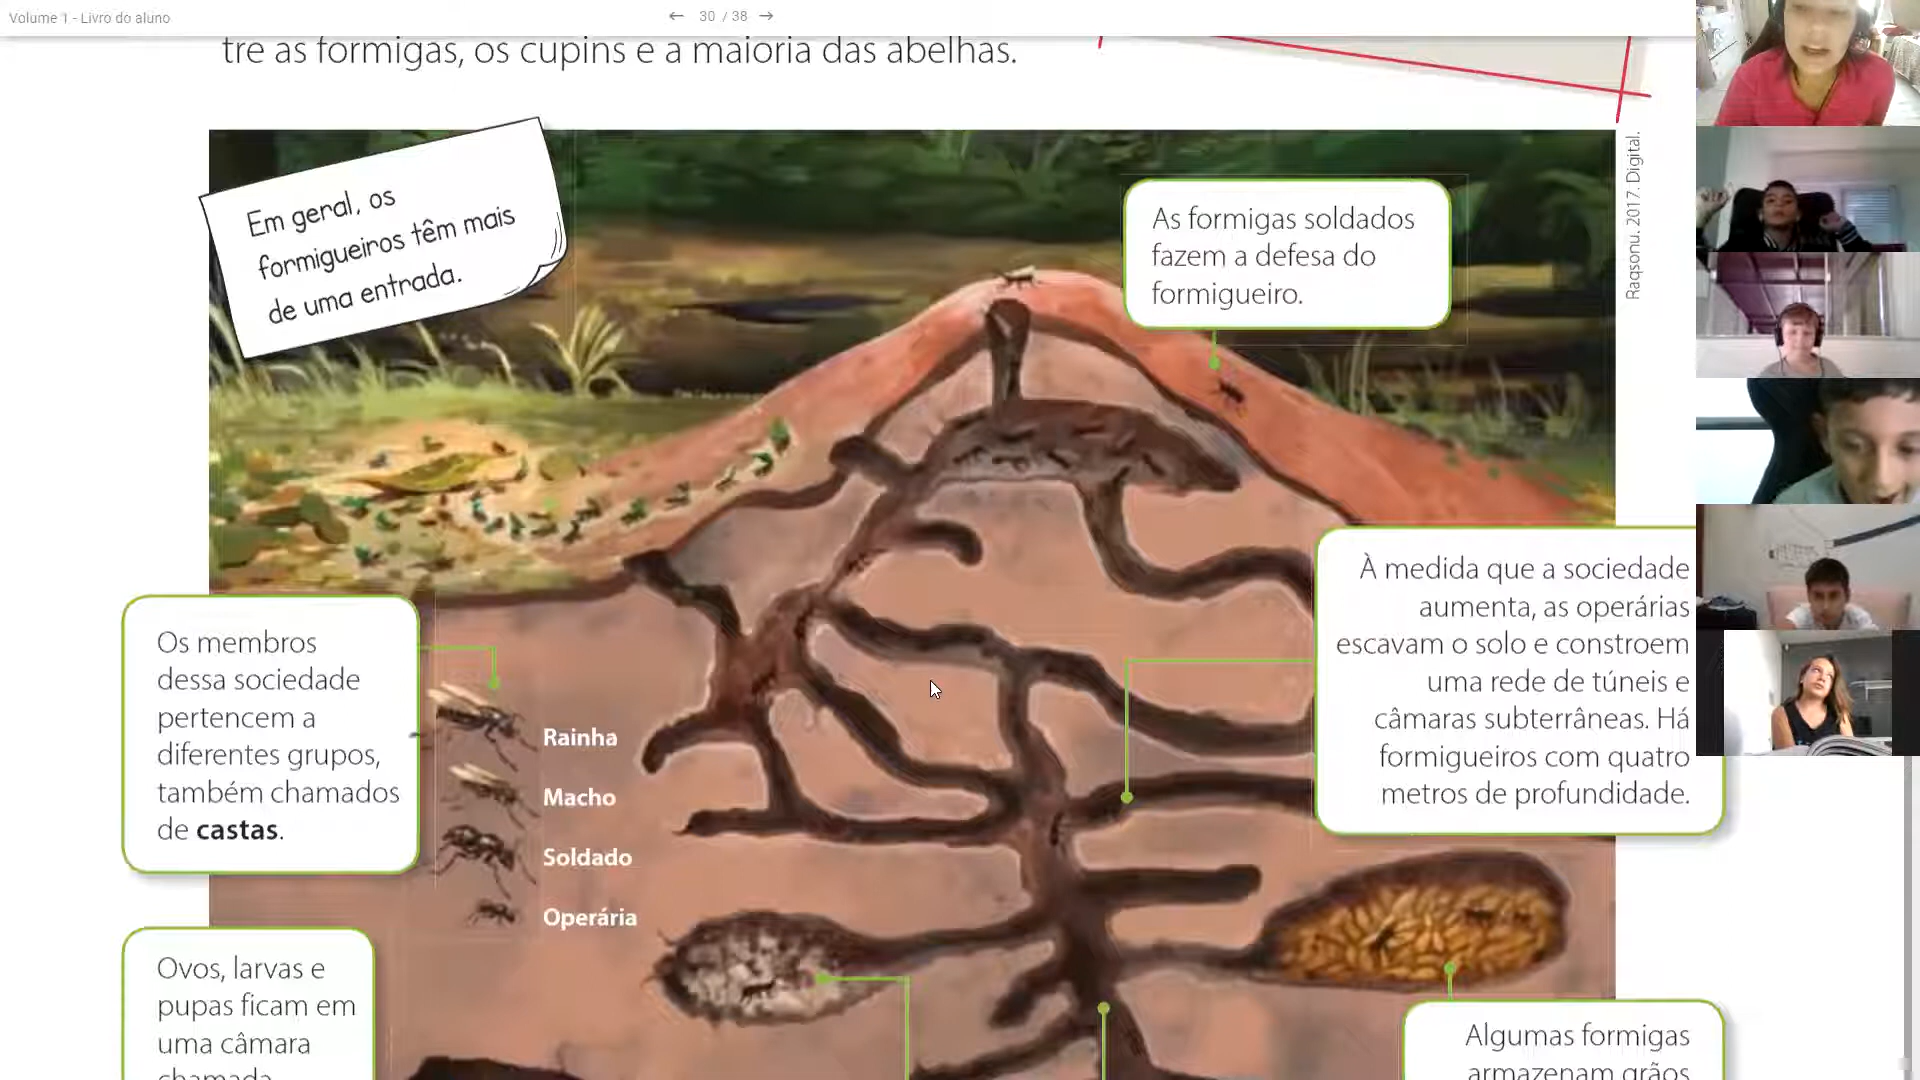 Volume 1 - Livro do aluno
30 / 38
tre as formigas, os cupins e a maioria das abelhas.
Em geral, os
formigueiros têm mais
de uma entrada.
As formigas soldados
fazem a defesa do
formigueiro.
Raqsonu. 2017. Digital.
À medida que a sociedade
aumenta, as operárias
escavam o solo e constroem
uma rede de túneis e
câmaras subterrâneas. Há
formigueiros com quatro
metros de profundidade.
Os membros
dessa sociedade
pertencem a
diferentes grupos,
também chamados
de castas.
Rainha
Macho
Soldado
Operária
Ovos, larvas e
pupas ficam em
uma câmara
chamada
Algumas formigas
armazenam grãos